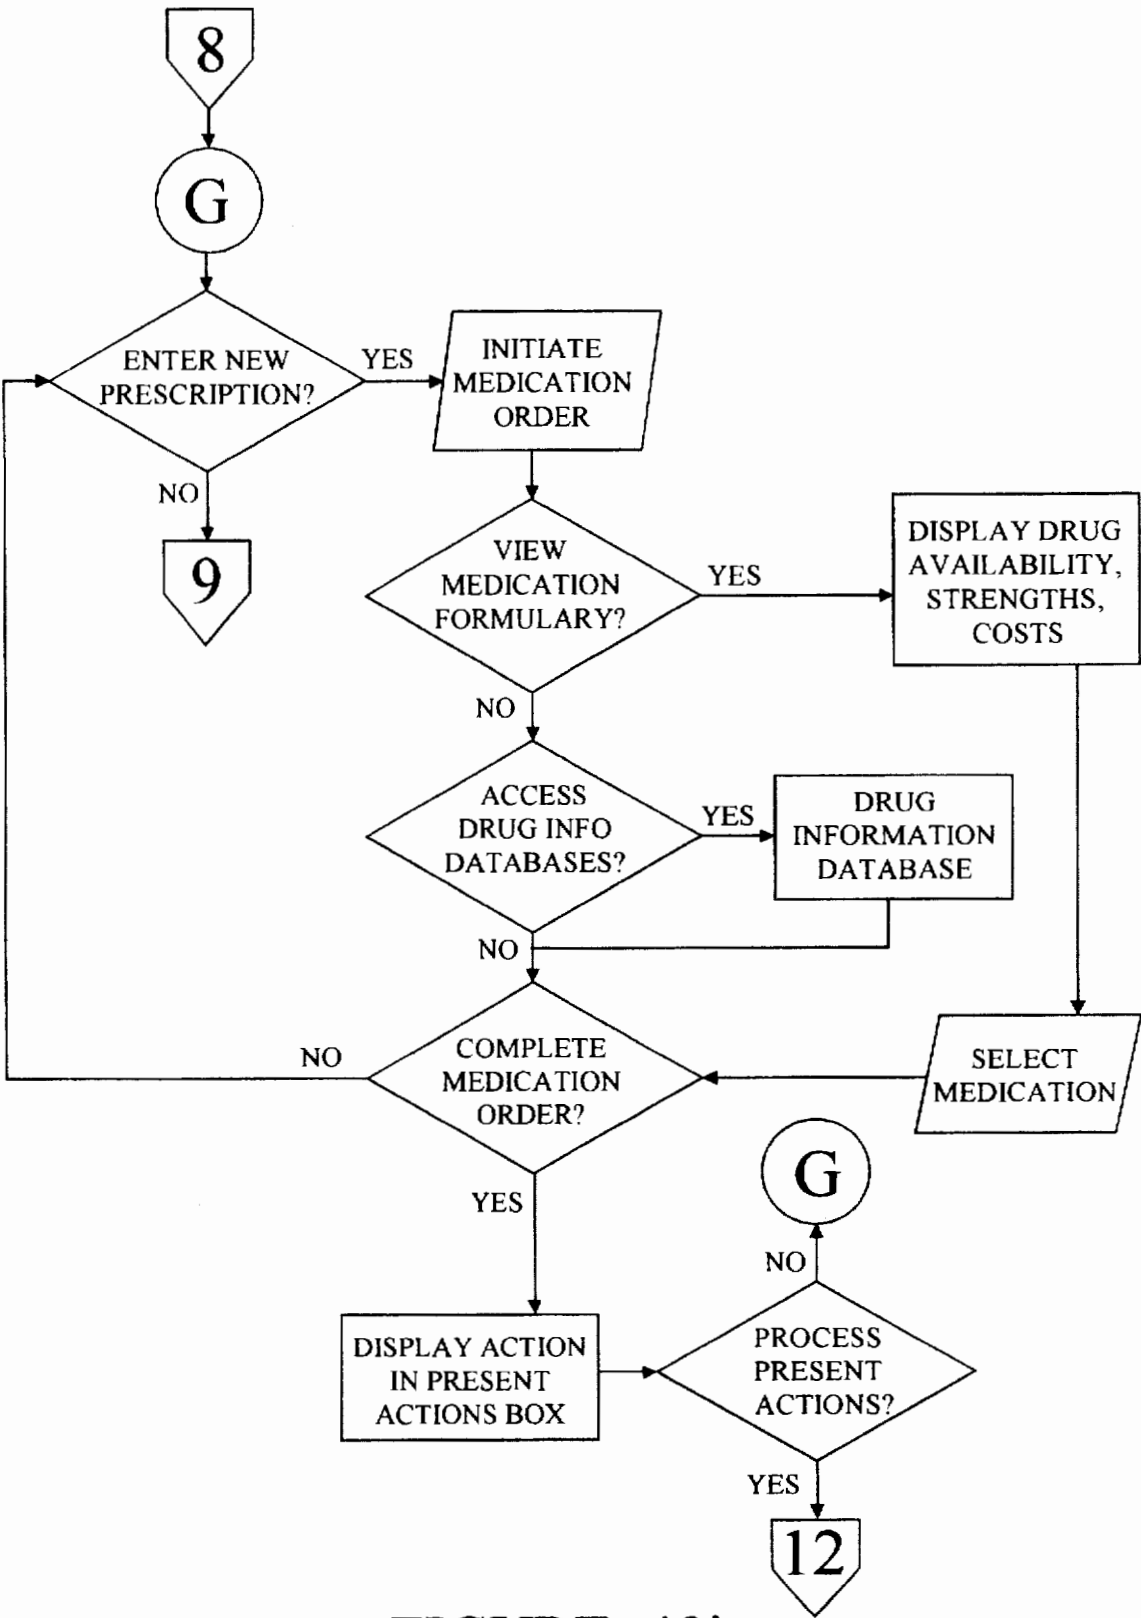 8
G
ENTER NEW
PRESCRIPTION?
YES
NO
9
INITIATE
MEDICATION
ORDER
VIEW
MEDICATION
FORMULARY?
YES
NO
DISPLAY DRUG
AVAILABILITY,
STRENGTHS,
COSTS
ACCESS
DRUG INFO
DATABASES?
YES
NO
DRUG
INFORMATION
DATABASE
SELECT
MEDICATION
COMPLETE
MEDICATION
ORDER?
NO
YES
DISPLAY ACTION
IN PRESENT
ACTIONS BOX
PROCESS
PRESENT
ACTIONS?
NO
G
YES
12